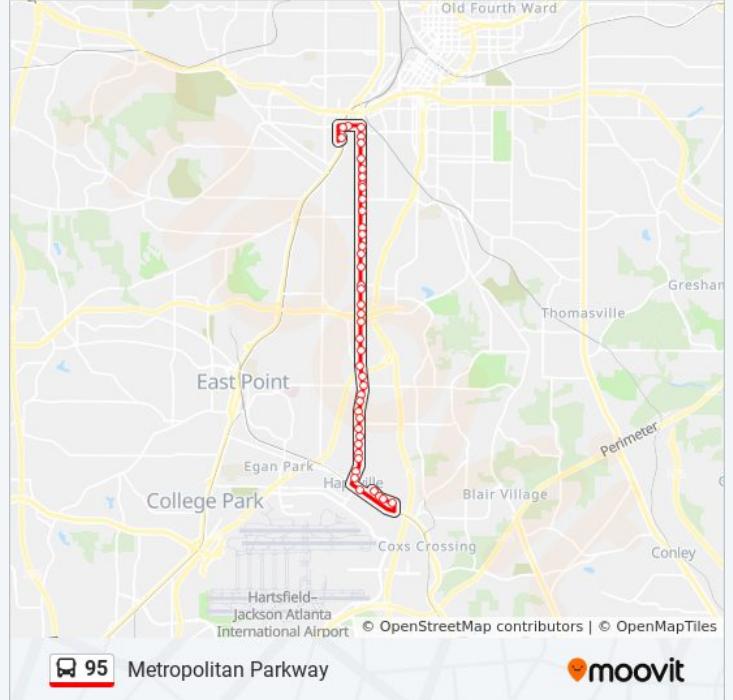 Old Fourth Ward
Gresham
Thomasville
East Point
Perimeter
Egan Park
Hapeville
College Park
Blair Village
Coxs Crossing
Conley
Hartsfield–
Jackson Atlanta
International Airport
© OpenStreetMap contributors | © OpenMapTiles
95 Metropolitan Parkway
moovit